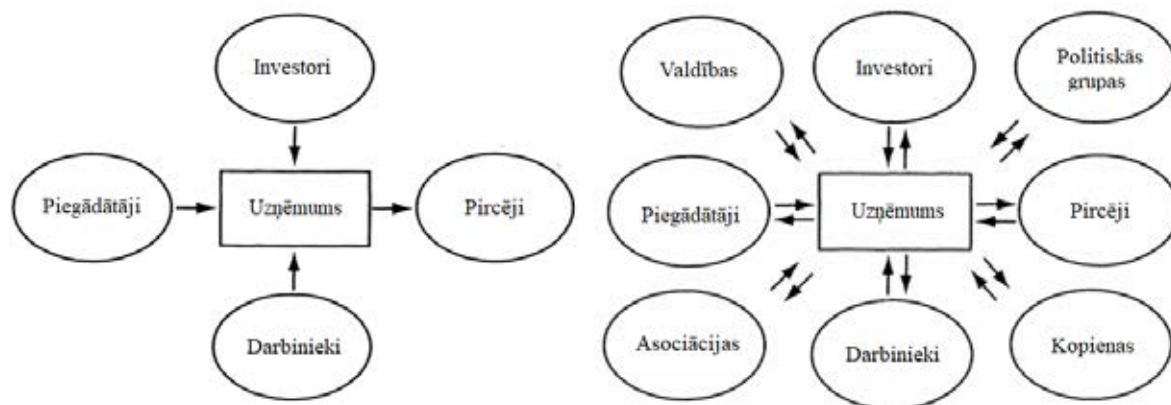 Investori
Piegādātāji
Uzņēmums
Pircēji
Darbinieki
Valdības
Investori
Politiskās
grupas
Piegādātāji
Uzņēmums
Pircēji
Asociācijas
Darbinieki
Kopienas